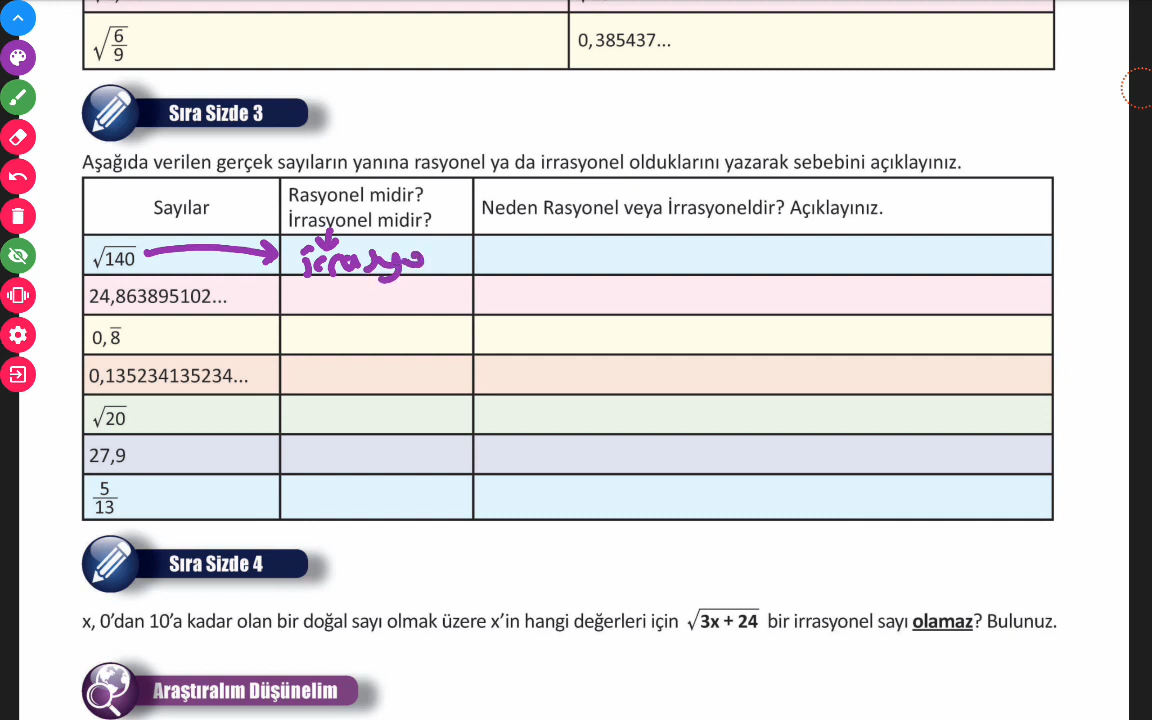 √6/9
0,385437...
Sıra Sizde 3
Aşağıda verilen gerçek sayıların yanına rasyonel ya da irrasyonel olduklarını yazarak sebebini açıklayınız.
Sayılar
Rasyonel midir?
İrrasyonel midir?
Neden Rasyonel veya İrrasyoneldir? Açıklayınız.
√140
irrasyo
24,863895102...
0,8̅
0,135234135234...
√20
27,9
5/13
Sıra Sizde 4
x, 0’dan 10’a kadar olan bir doğal sayı olmak üzere x’in hangi değerleri için √3x + 24 bir irrasyonel sayı olamaz? Bulunuz.
Araştıralım Düşünelim